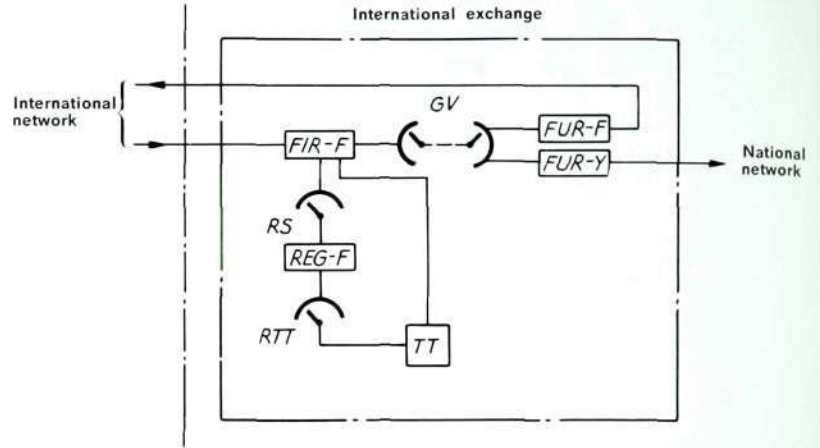 International exchange
International
network
GV
FIR-F
FUR-F
FUR-Y
National
network
RS
REG-F
RTT
TT